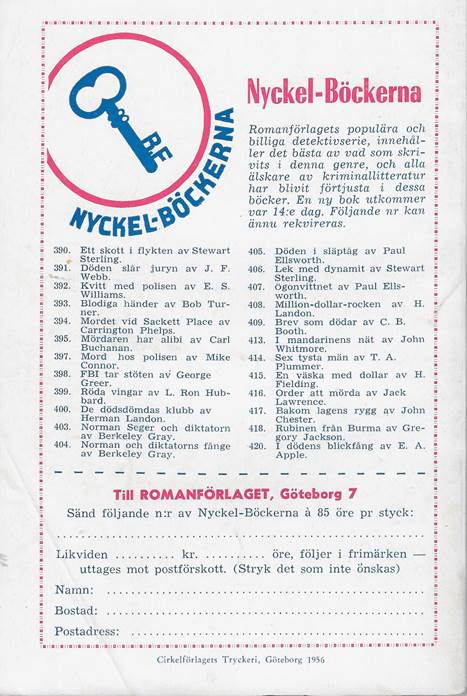 RF
NYCKEL-BÖCKERNA
Nyckel-Böckerna
Romanförlagets populära och
billiga detektivserie, innehål-
ler det bästa av vad som skri-
vits i denna genre, och alla
älskare av kriminallitteratur
har blivit förtjusta i dessa
böcker. En ny bok utkommer
var 14:e dag. Följande nr kan
ännu rekvireras.
390. Ett skott i flykten av Stewart
Sterling.
391. Döden slår juryn av J. F.
Webb.
392. Kvitt med polisen av E. S.
Williams.
393. Blodiga händer av Bob Tur-
ner.
394. Mordet vid Sackett Place av
Carrington Phelps.
395. Mördaren har alibi av Carl
Buchanan.
397. Mord hos polisen av Mike
Connor.
398. FBI tar stöten av George
Greer.
399. Röda vingar av L. Ron Hub-
bard.
400. De dödsdömdas klubb av
Herman Landon.
403. Norman Seger och diktatorn
av Berkeley Gray.
404. Norman och diktatorns fånge
av Berkeley Gray.
405. Döden i släptåg av Paul
Ellsworth.
406. Lek med dynamit av Stewart
Sterling.
407. Ögonvittnet av Paul Ells-
worth.
408. Million-dollar-rocken av H.
Landon.
409. Brev som dödar av C. B.
Booth.
413. I mandarinens nät av John
Whitmore.
414. Sex tysta män av T. A.
Plummer.
415. En väska med dollar av H.
Fielding.
416. Order att mörda av Jack
Lawrence.
417. Bakom lagens rygg av John
Chester.
418. Rubinen från Burma av Gre-
gory Jackson.
420. I dödens blickfång av E. A.
Apple.
Till ROMANFÖRLAGET, Göteborg 7
Sänd följande n:r av Nyckel-Böckerna à 85 öre pr styck:
Likviden .......... kr. .......... öre, följer i frimärken —
uttages mot postförskott. (Stryk det som inte önskas)
Namn:
Bostad:
Postadress:
Cirkelförlagets Tryckeri, Göteborg 1956